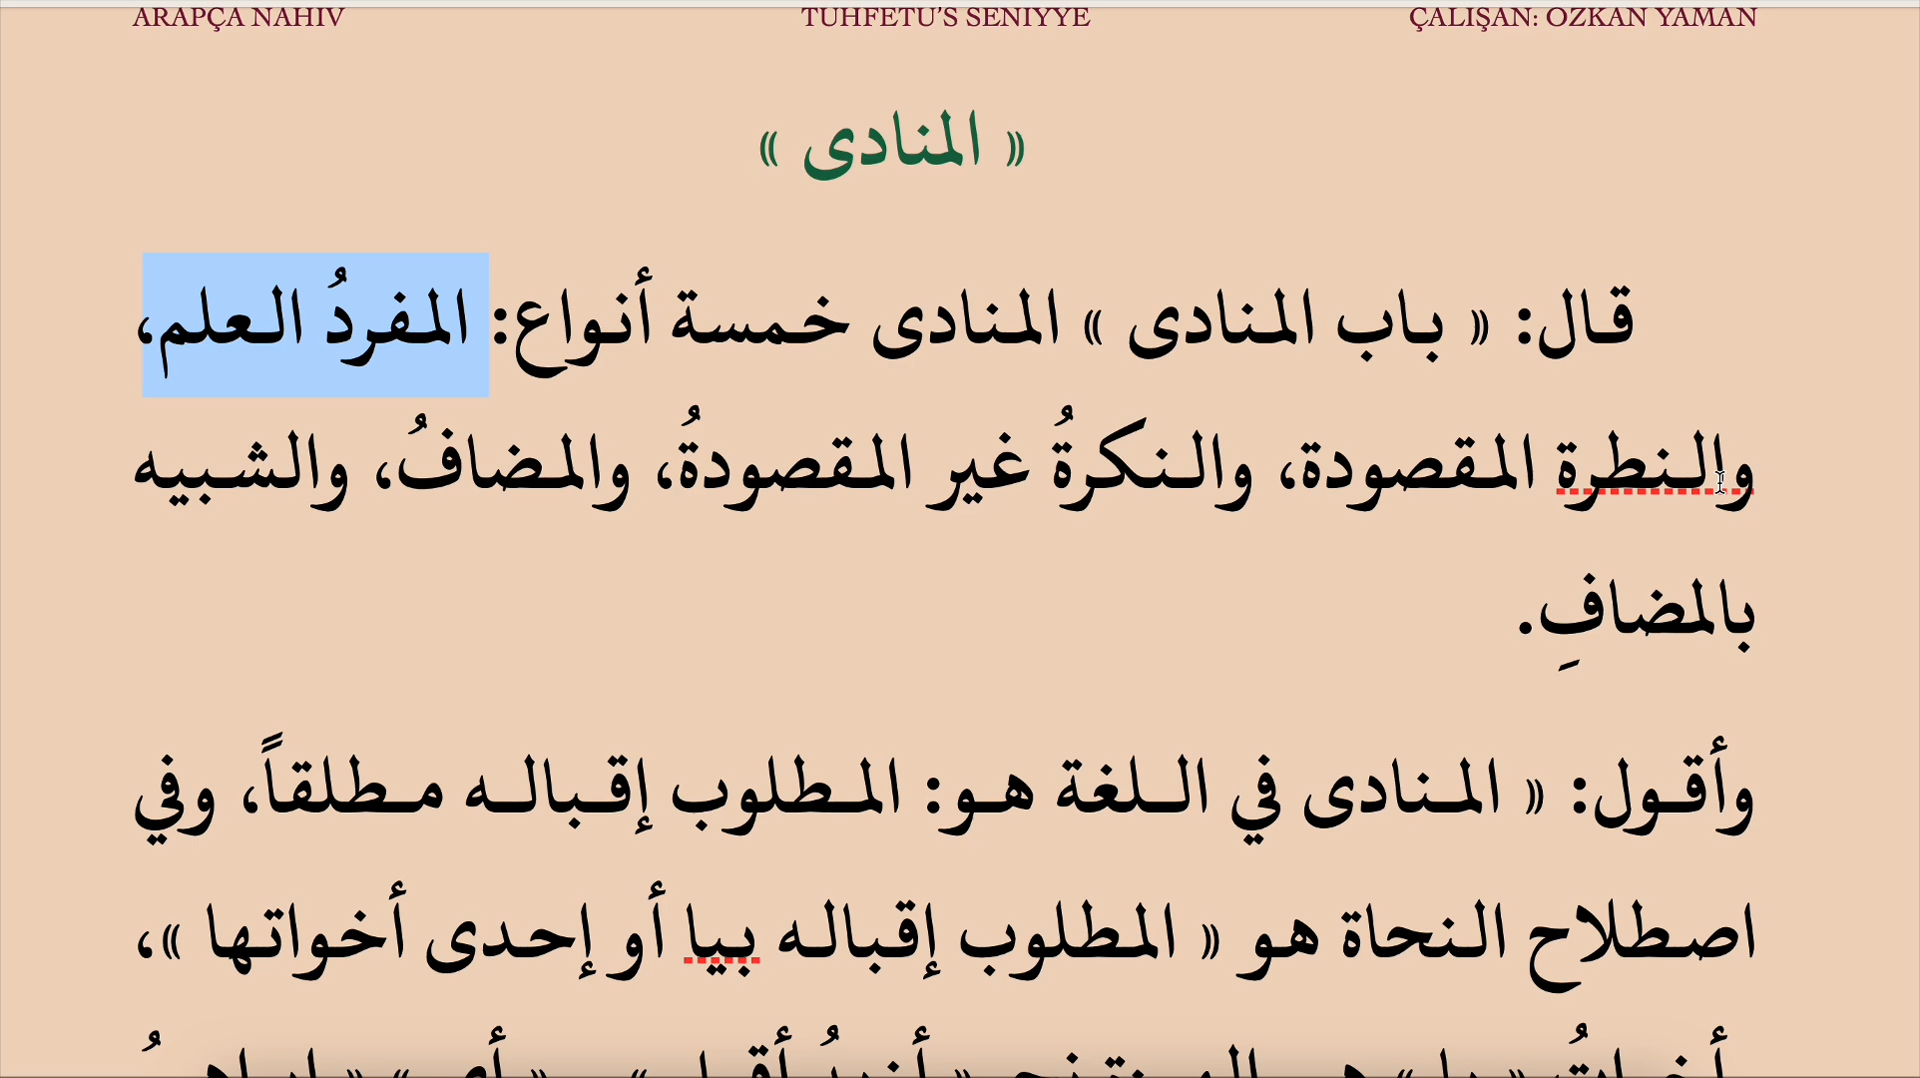 ARAPÇA NAHIV TUHFETU’S SENIYYE ÇALIŞAN: ÖZKAN YAMAN
« المنادى »
قال: « باب المنادى » المنادى خمسة أنواع: المفردُ العلم،
والنطرة المقصودة، والنكرةُ غير المقصودةُ، والمضافُ، والشبيه
بالمضافِ.
وأقول: « المنادى في اللغة هو: المطلوب إقباله مطلقاً، وفي
اصطلاح النحاة هو « المطلوب إقباله بيا أو إحدى أخواتها »،